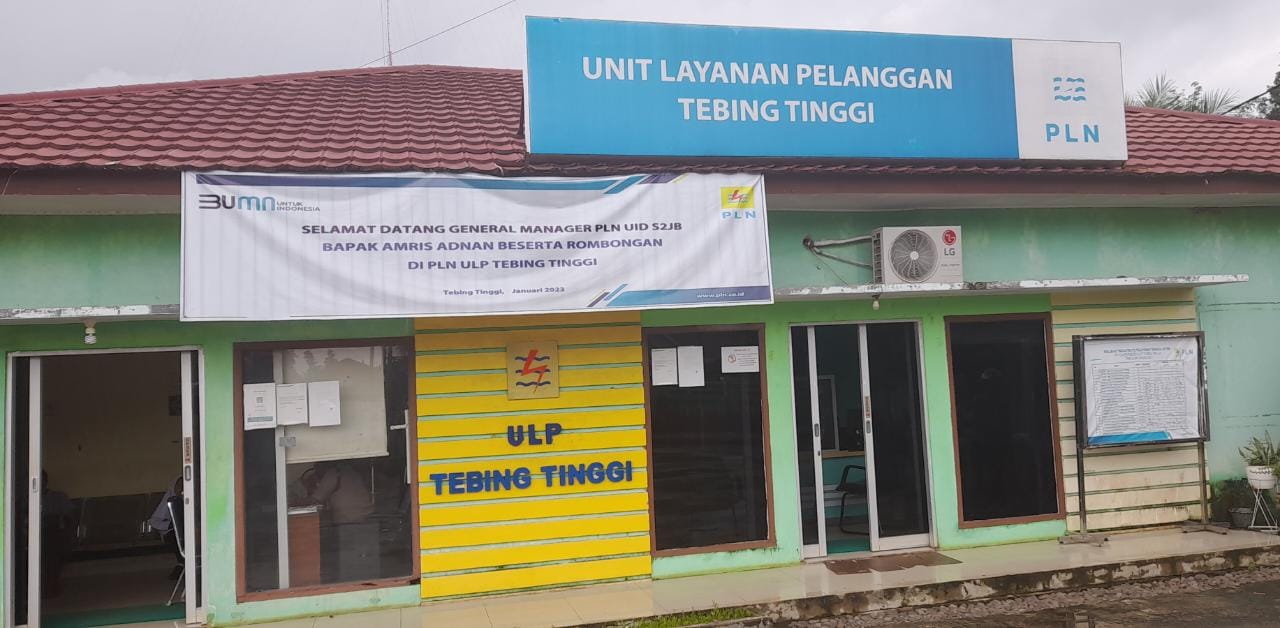 UNIT LAYANAN PELANGGAN
TEBING TINGGI
PLN
BUMN UNTUK
INDONESIA
PLN
SELAMAT DATANG GENERAL MANAGER PLN UID S2JB
BAPAK AMRIS ADNAN BESERTA ROMBONGAN
DI PLN ULP TEBING TINGGI
Tebing Tinggi, Januari 2023
www.pln.co.id
LG
ULP
TEBING TINGGI
PLN